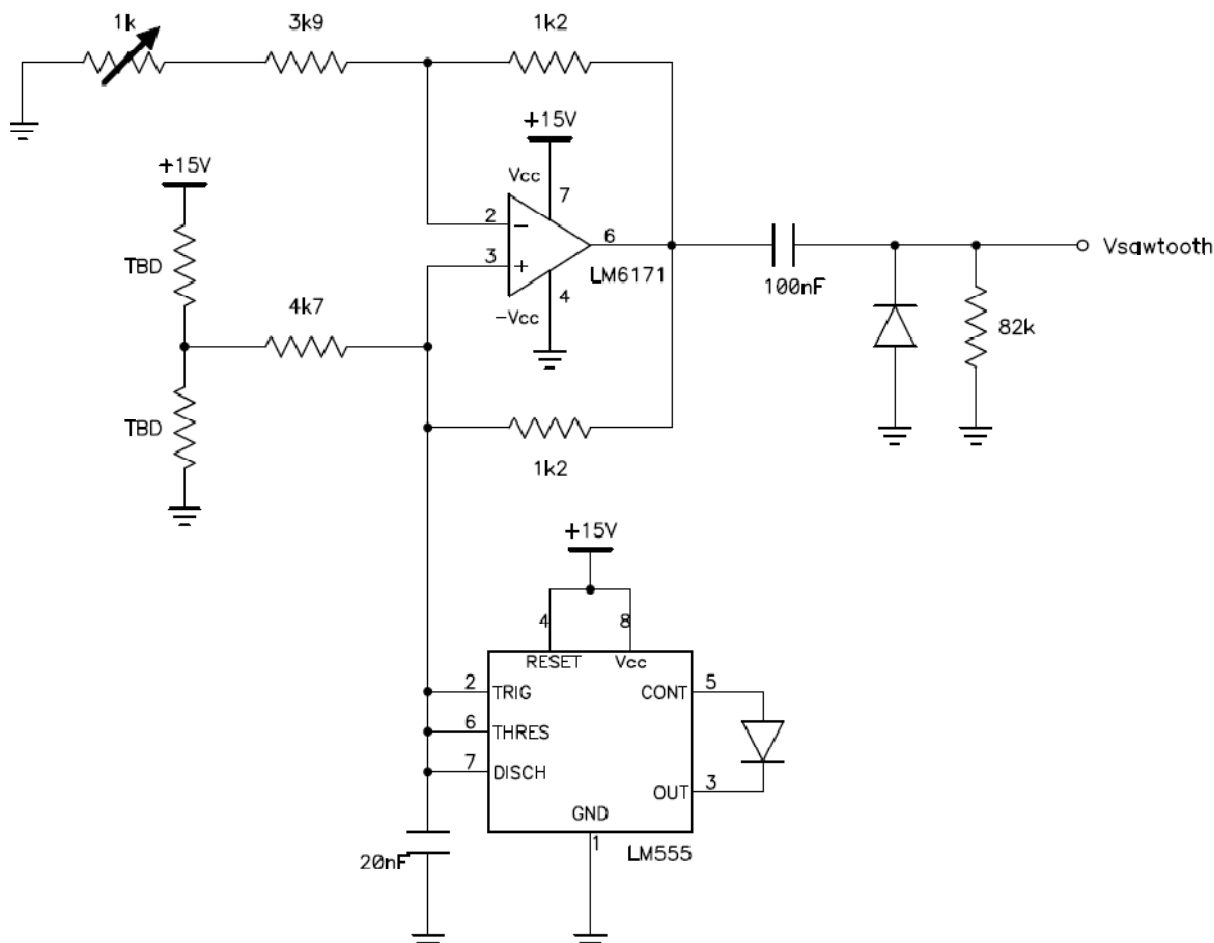 1k
3k9
1k2
+15V
Vcc
7
+15V
2
-
6
3
+
LM6171
Vsawtooth
TBD
4k7
4
100nF
-Vcc
82k
TBD
1k2
+15V
4
8
RESET
Vcc
2
TRIG
CONT
5
6
THRES
7
DISCH
OUT
3
GND
1
LM555
20nF